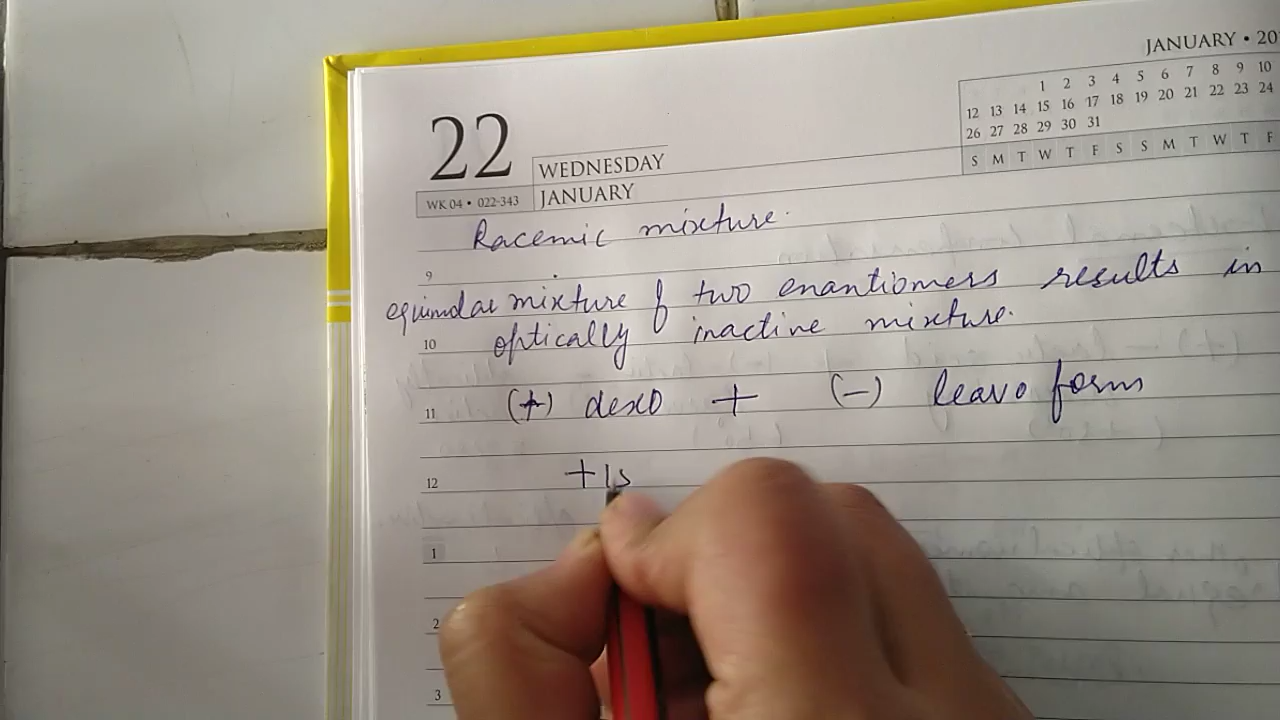 JANUARY • 20
1 2 3 4 5 6 7 8 9 10
12 13 14 15 16 17 18 19 20 21 22 23 24
26 27 28 29 30 31
S M T W T F S S M T W T F
22
WEDNESDAY
WK 04 • 022-343
JANUARY
Racemic mixture.
9
equimolar mixture of two enantiomers results in
10
optically inactive mixture.
11
(+) dexo + (-) leavo form
12
+15
1
2
3